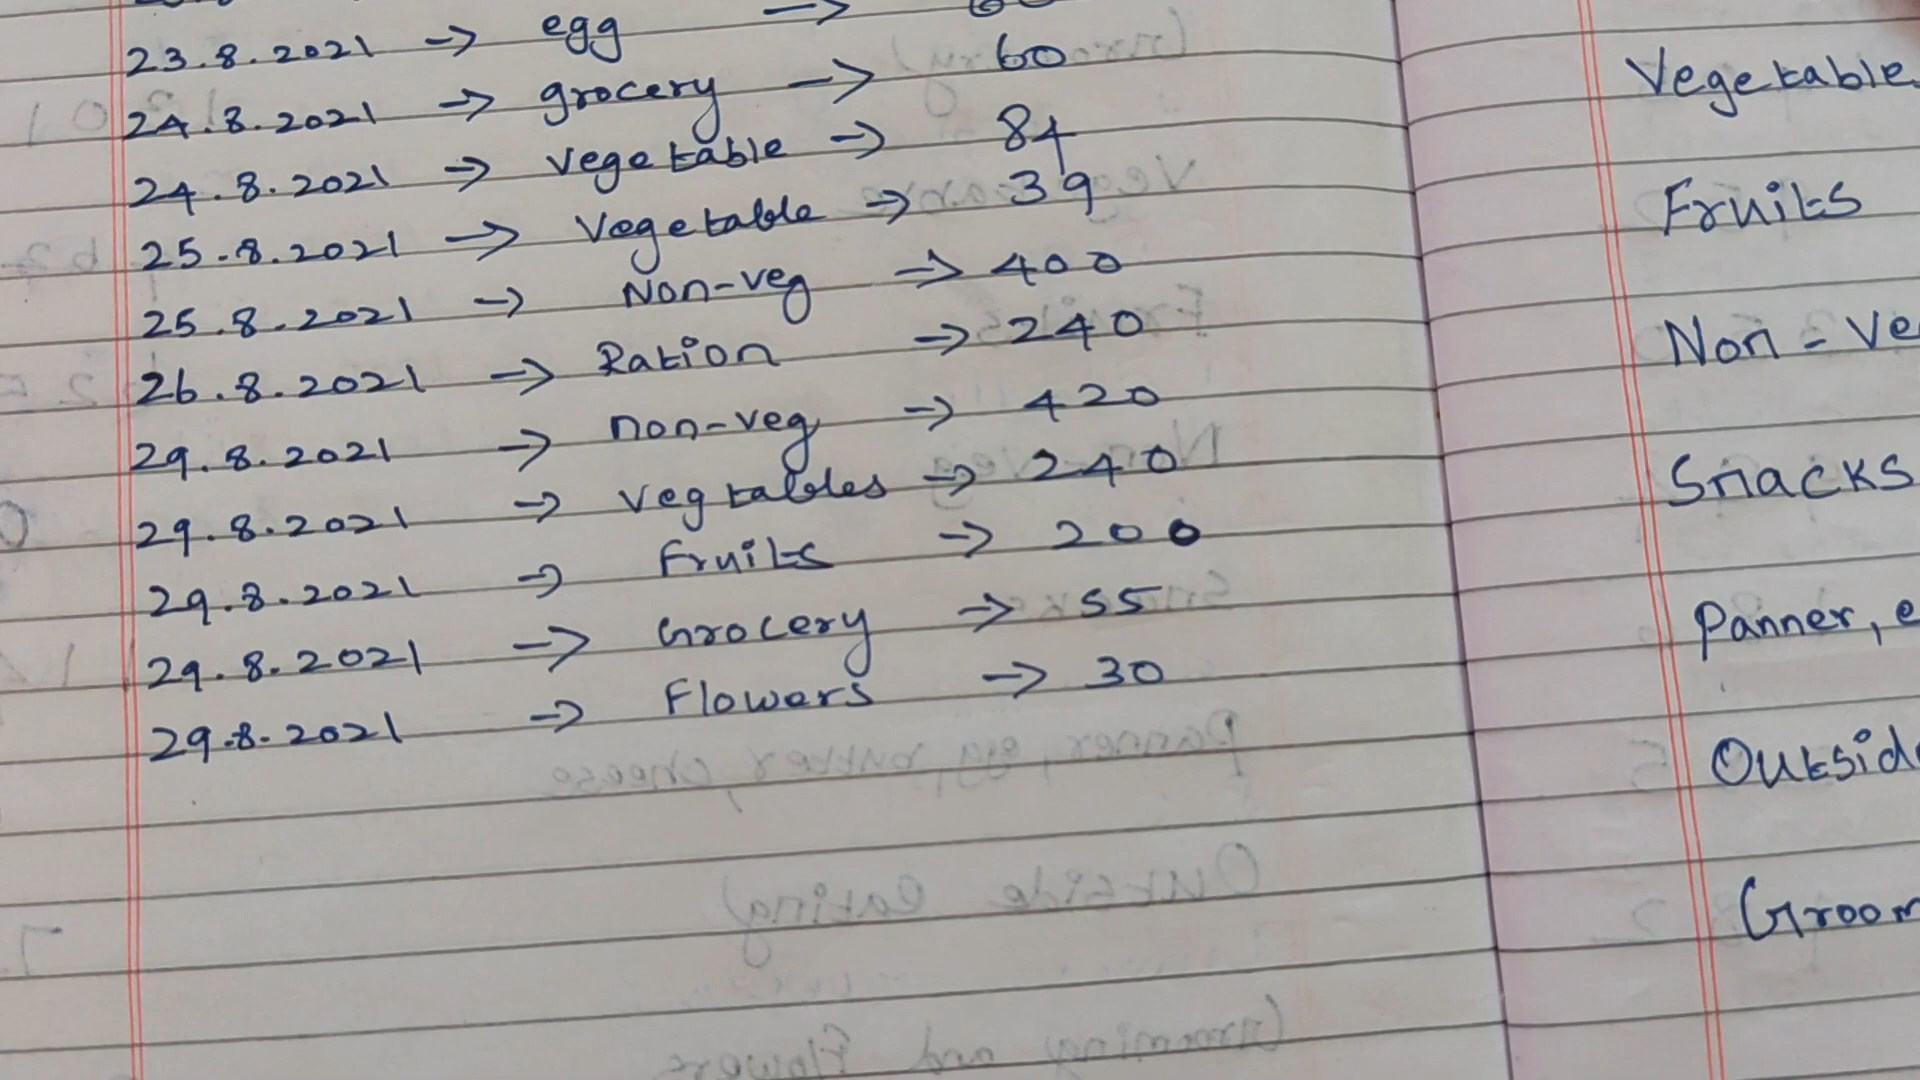 23.8.2021 → egg →
24.8.2021 → grocery → 60
24.8.2021 → Vegetable → 84
25.8.2021 → Vegetable → 39
25.8.2021 → Non-veg → 400
26.8.2021 → Ration → 240
29.8.2021 → non-veg → 420
29.8.2021 → Vegtables → 240
29.8.2021 → Fruits → 200
29.8.2021 → Grocery → 55
29.8.2021 → Flowers → 30
Vegetable
Fruits
Non-Ve
Snacks
Panner, e
Outsid
Groom